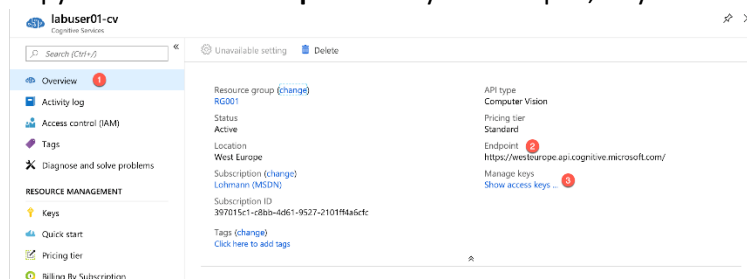 labuser01-cv
Cognitive Services
Search (Ctrl+/)
«
Unavailable setting
Delete
Overview 1
Activity log
Access control (IAM)
Tags
Diagnose and solve problems
RESOURCE MANAGEMENT
Keys
Quick start
Pricing tier
Billing By Subscription
Resource group (change)
RG001
Status
Active
Location
West Europe
Subscription (change)
Lohmann (MSDN)
Subscription ID
397015c1-c8bb-4d61-9527-2101ff4a6cfc
Tags (change)
Click here to add tags
API type
Computer Vision
Pricing tier
Standard
Endpoint 2
https://westeurope.api.cognitive.microsoft.com/
Manage keys
Show access keys ... 3